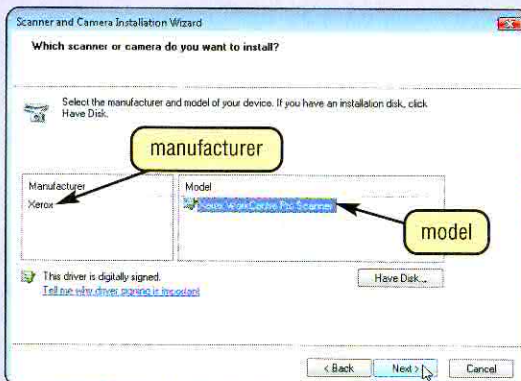 Scanner and Camera Installation Wizard
Which scanner or camera do you want to install?
Select the manufacturer and model of your device. If you have an installation disk, click
Have Disk.
manufacturer
Manufacturer
Model
Xerox
Xerox WorkCentre Pro Scanner
model
This driver is digitally signed.
Have Disk...
Tell me why driver signing is important
< Back
Next >
Cancel